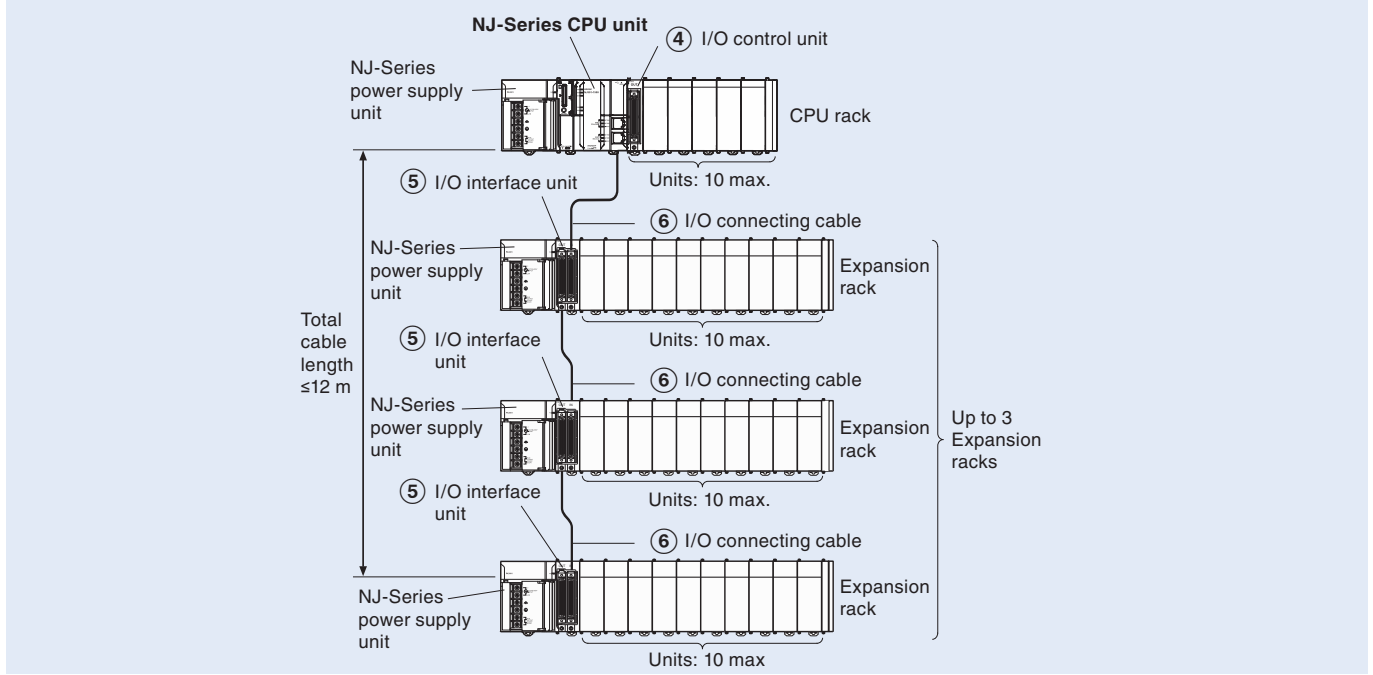 NJ-Series CPU unit
④ I/O control unit
NJ-Series
power supply
unit
CPU rack
Units: 10 max.
⑤ I/O interface unit
⑥ I/O connecting cable
NJ-Series
power supply
unit
Expansion
rack
Units: 10 max.
Total
cable
length
≤12 m
⑤ I/O interface
unit
⑥ I/O connecting cable
NJ-Series
power supply
unit
Expansion
rack
Up to 3
Expansion
racks
Units: 10 max.
⑤ I/O interface
unit
⑥ I/O connecting cable
NJ-Series
power supply
unit
Expansion
rack
Units: 10 max